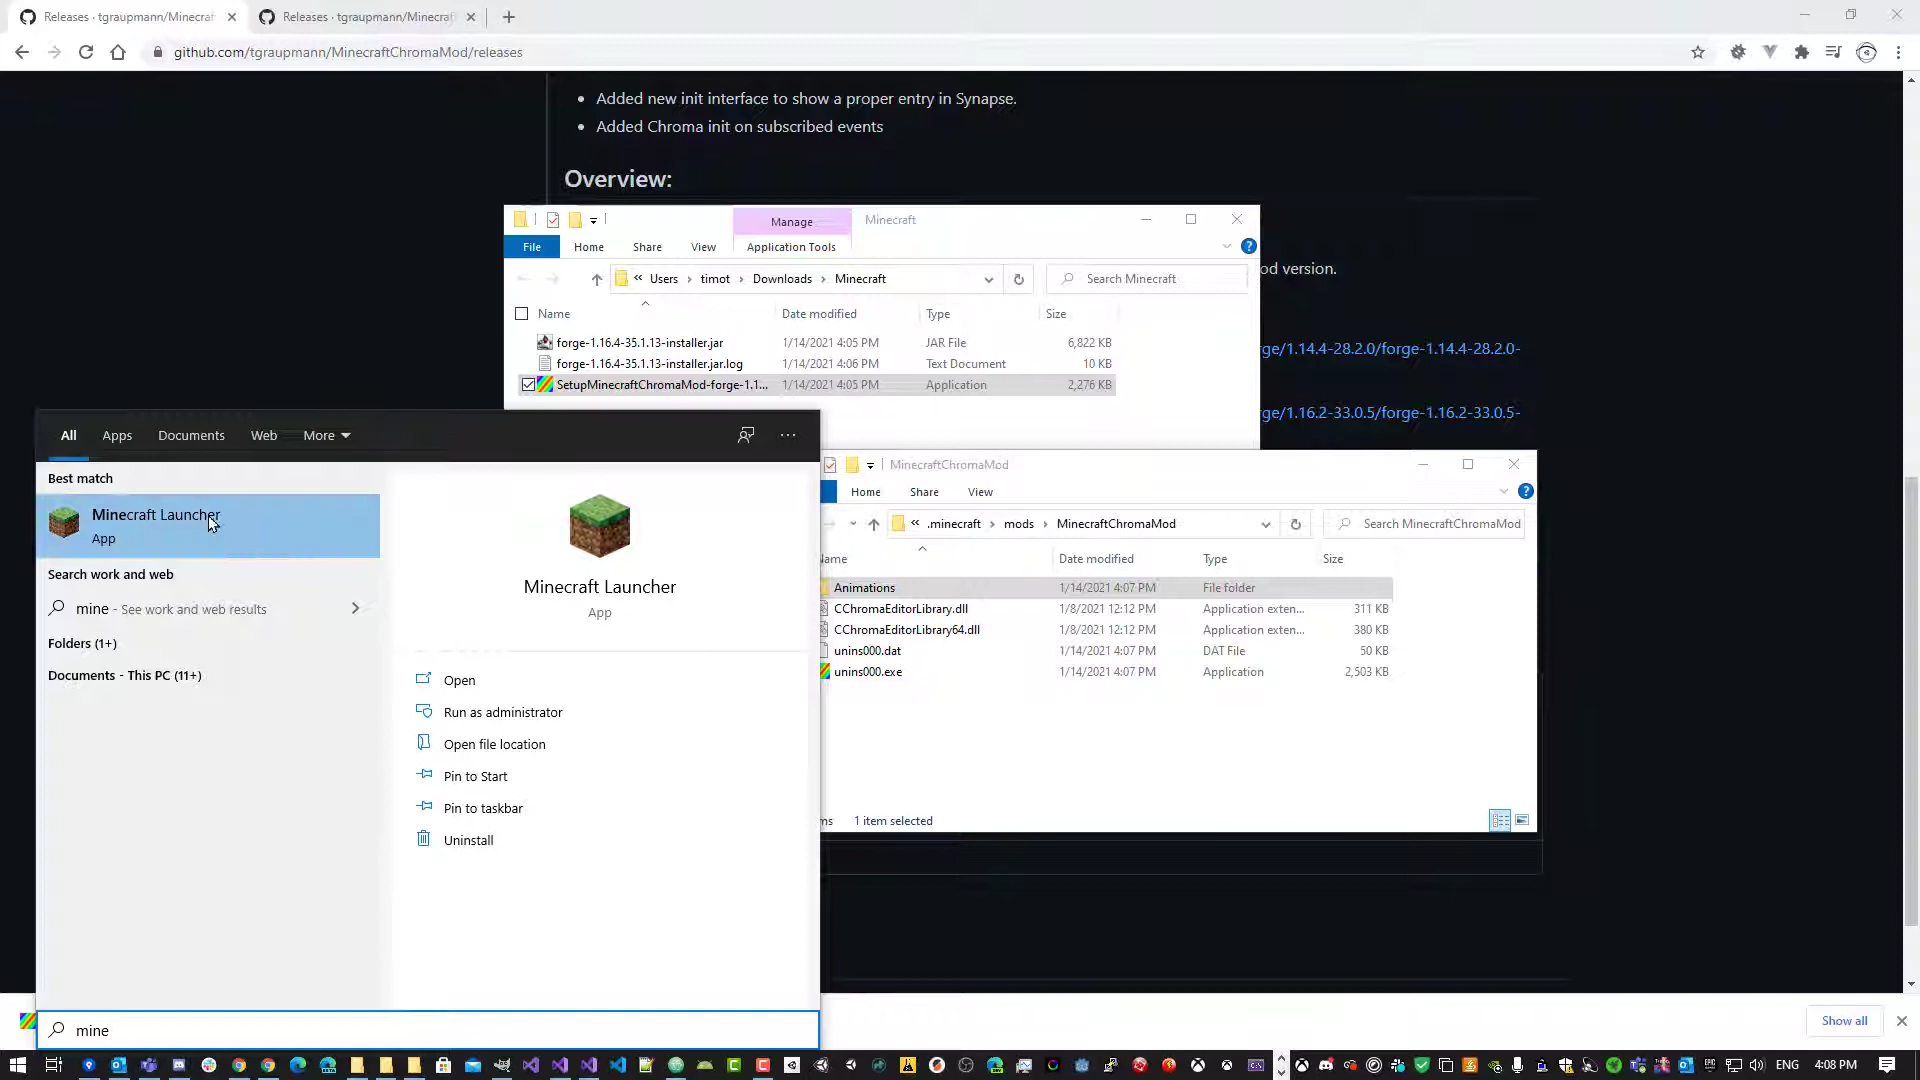 Releases · tgraupmann/Minecraf
Releases · tgraupmann/Minecraf
github.com/tgraupmann/MinecraftChromaMod/releases
Added new init interface to show a proper entry in Synapse.
Added Chroma init on subscribed events
Overview:
od version.
rge/1.14.4-28.2.0/forge-1.14.4-28.2.0-
rge/1.16.2-33.0.5/forge-1.16.2-33.0.5-
Manage
Minecraft
File
Home
Share
View
Application Tools
« Users › timot › Downloads › Minecraft
Search Minecraft
Name
Date modified
Type
Size
forge-1.16.4-35.1.13-installer.jar 1/14/2021 4:05 PM JAR File 6,822 KB
forge-1.16.4-35.1.13-installer.jar.log 1/14/2021 4:06 PM Text Document 10 KB
SetupMinecraftChromaMod-forge-1.1... 1/14/2021 4:05 PM Application 2,276 KB
MinecraftChromaMod
Home
Share
View
« .minecraft › mods › MinecraftChromaMod
Search MinecraftChromaMod
Name
Date modified
Type
Size
Animations 1/14/2021 4:07 PM File folder
CChromaEditorLibrary.dll 1/8/2021 12:12 PM Application exten... 311 KB
CChromaEditorLibrary64.dll 1/8/2021 12:12 PM Application exten... 380 KB
unins000.dat 1/14/2021 4:07 PM DAT File 50 KB
unins000.exe 1/14/2021 4:07 PM Application 2,503 KB
ms
1 item selected
All
Apps
Documents
Web
More
Best match
Minecraft Launcher
App
Search work and web
mine - See work and web results
Folders (1+)
Documents - This PC (11+)
Minecraft Launcher
App
Open
Run as administrator
Open file location
Pin to Start
Pin to taskbar
Uninstall
mine
Show all
ENG
4:08 PM